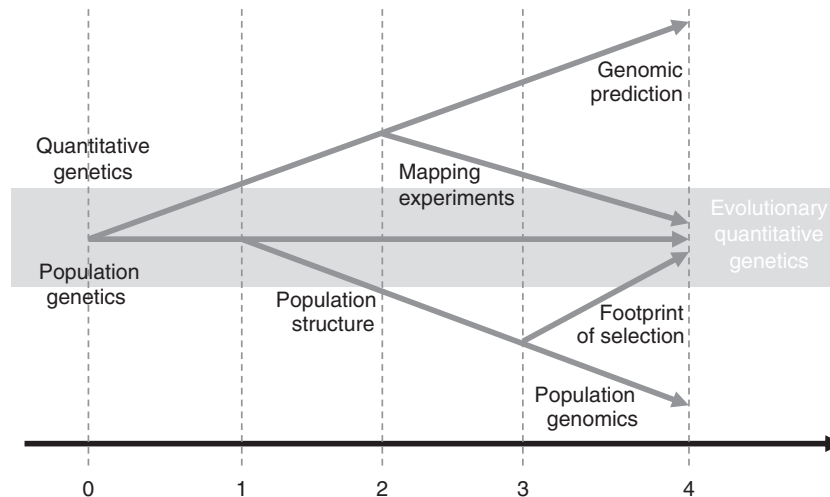 Genomic
prediction
Quantitative
genetics
Mapping
experiments
Evolutionary
quantitative
genetics
Population
genetics
Population
structure
Footprint
of selection
Population
genomics
0 1 2 3 4